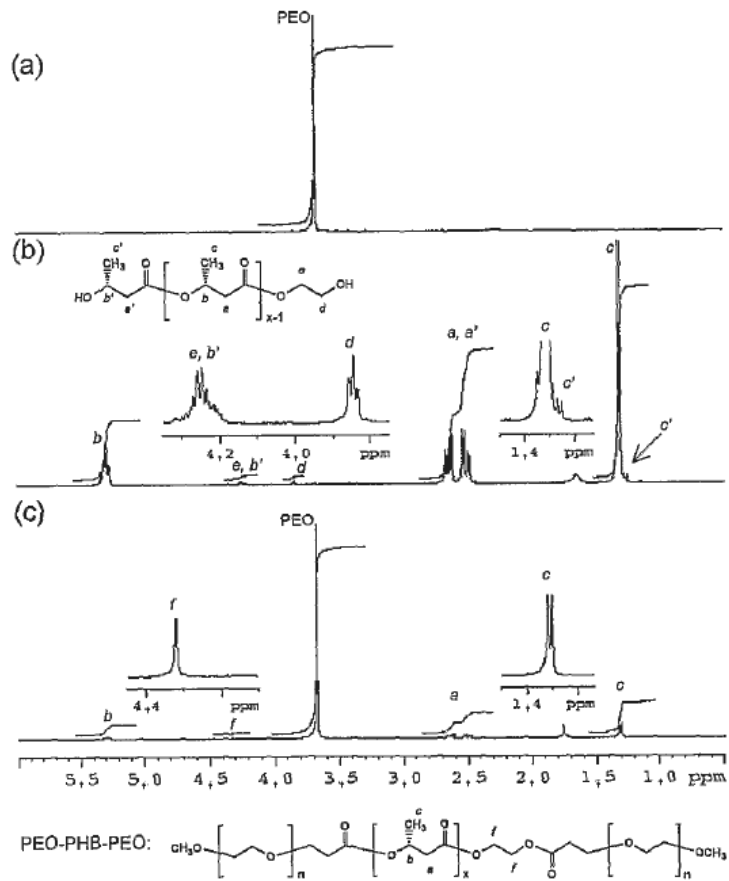 PEO
(a)
(b)
c'
CH₃
O
c
CH₃
O
HO
b'
a'
O
b
a
x-1
O
e
d
OH
e, b'
d
a, a'
c
c'
c
4,2
4,0
ppm
1,4
ppm
b
e, b'
d
c'
(c)
PEO
f
c
4,4
ppm
1,4
ppm
b
f
a
c
5,5
5,0
4,5
4,0
3,5
3,0
2,5
2,0
1,5
1,0
ppm
PEO-PHB-PEO:
CH₃O
O
n
O
O
c
CH₃
b
a
O
x
O
f
f
O
O
O
n
OCH₃